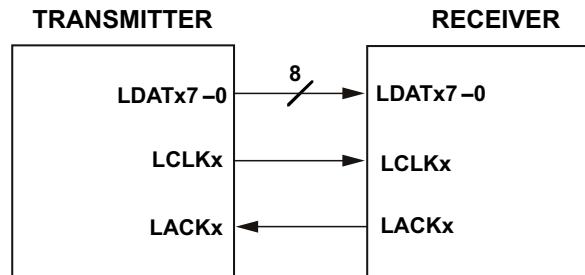 TRANSMITTER RECEIVER
8
LDATx7–0 LDATx7–0
LCLKx LCLKx
LACKx LACKx